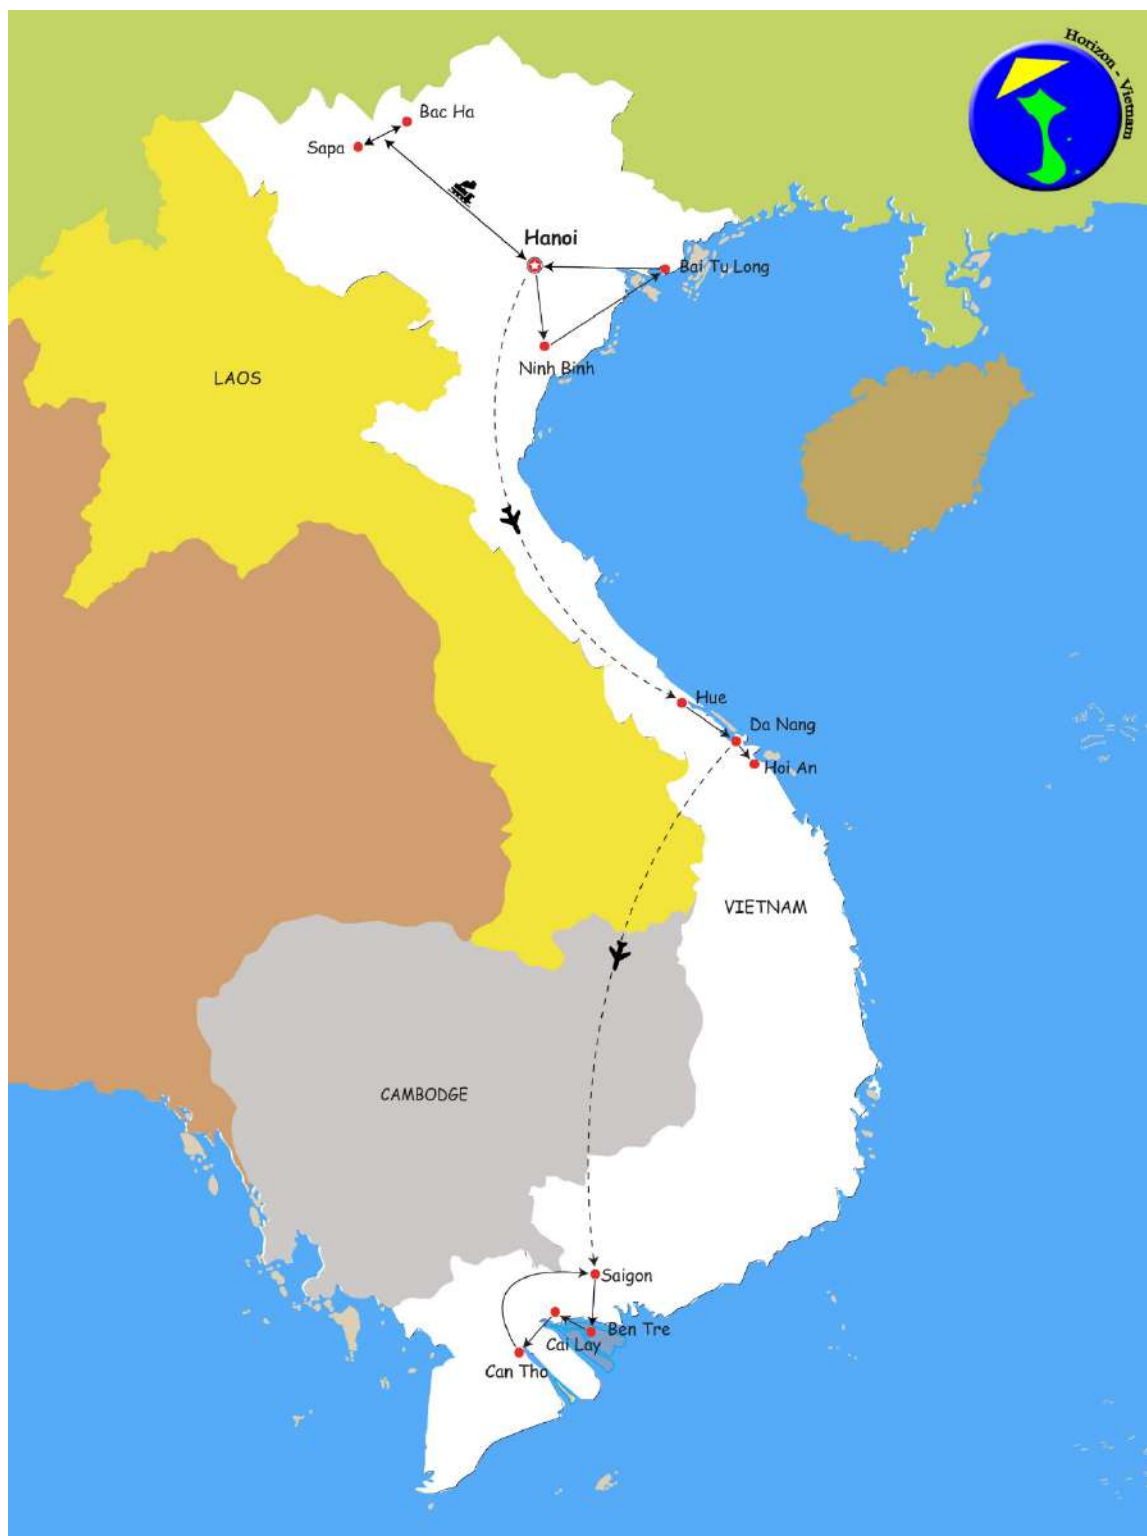 Horizon - Vietnam
Bac Ha
Sapa
Hanoi
Bai Tu Long
Ninh Binh
LAOS
Hue
Da Nang
Hoi An
VIETNAM
CAMBODGE
Saigon
Ben Tre
Cai Lay
Can Tho